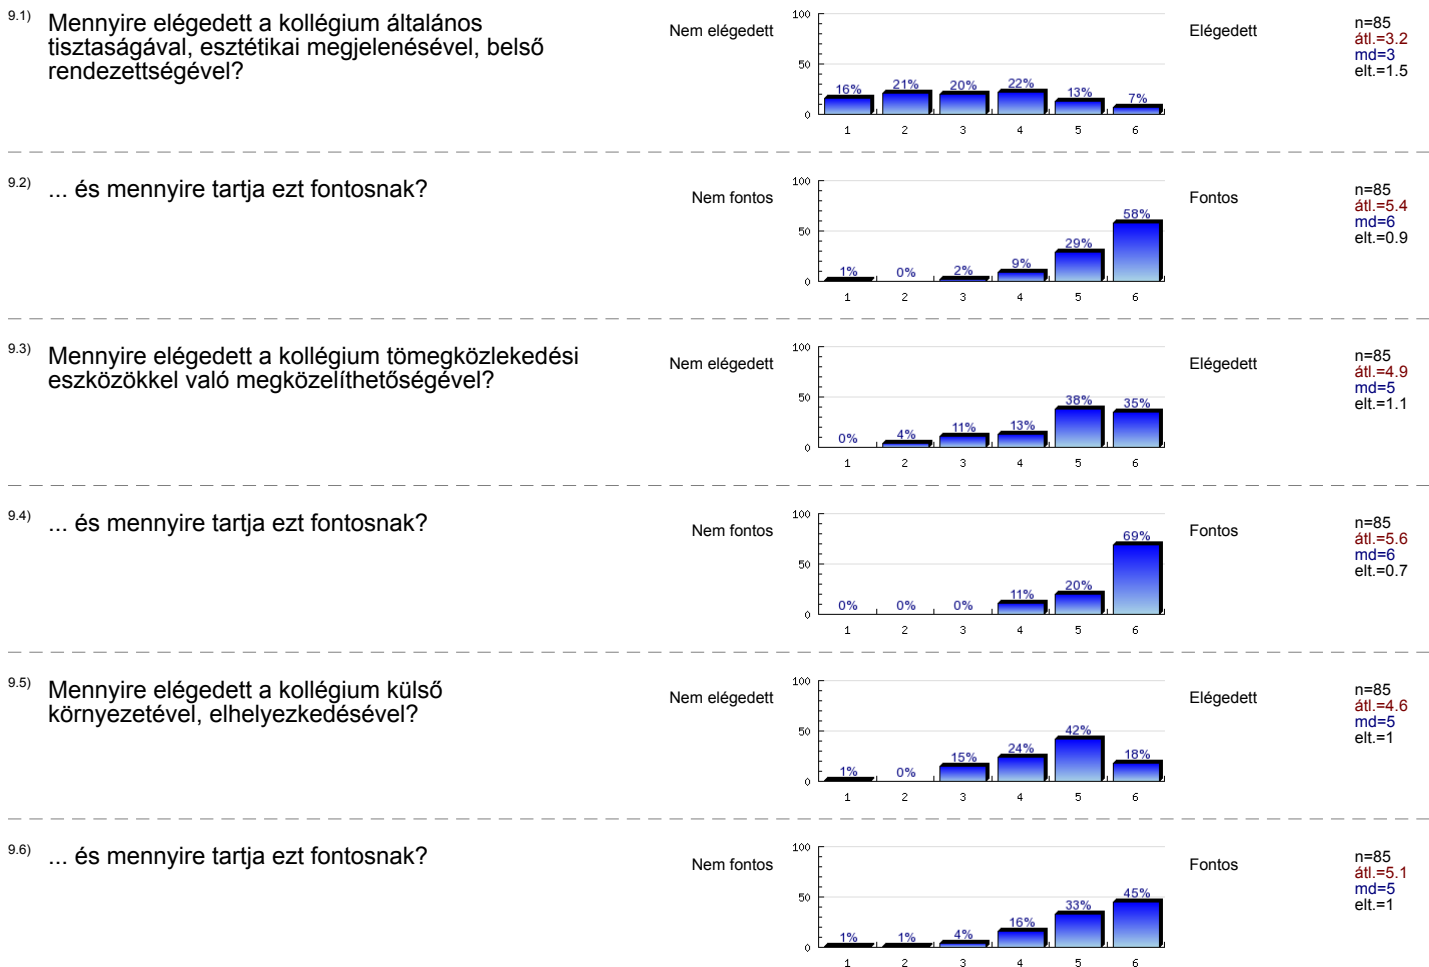 9.1) Mennyire elégedett a kollégium általános
tisztaságával, esztétikai megjelenésével, belső
rendezettségével?
Nem elégedett
100
50
0
16% 21% 20% 22% 13% 7%
1 2 3 4 5 6
Elégedett
n=85
átl.=3.2
md=3
elt.=1.5
9.2) ... és mennyire tartja ezt fontosnak?
Nem fontos
100
50
0
1% 0% 2% 9% 29% 58%
1 2 3 4 5 6
Fontos
n=85
átl.=5.4
md=6
elt.=0.9
9.3) Mennyire elégedett a kollégium tömegközlekedési
eszközökkel való megközelíthetőségével?
Nem elégedett
100
50
0
0% 4% 11% 13% 38% 35%
1 2 3 4 5 6
Elégedett
n=85
átl.=4.9
md=5
elt.=1.1
9.4) ... és mennyire tartja ezt fontosnak?
Nem fontos
100
50
0
0% 0% 0% 11% 20% 69%
1 2 3 4 5 6
Fontos
n=85
átl.=5.6
md=6
elt.=0.7
9.5) Mennyire elégedett a kollégium külső
környezetével, elhelyezkedésével?
Nem elégedett
100
50
0
1% 0% 15% 24% 42% 18%
1 2 3 4 5 6
Elégedett
n=85
átl.=4.6
md=5
elt.=1
9.6) ... és mennyire tartja ezt fontosnak?
Nem fontos
100
50
0
1% 1% 4% 16% 33% 45%
1 2 3 4 5 6
Fontos
n=85
átl.=5.1
md=5
elt.=1